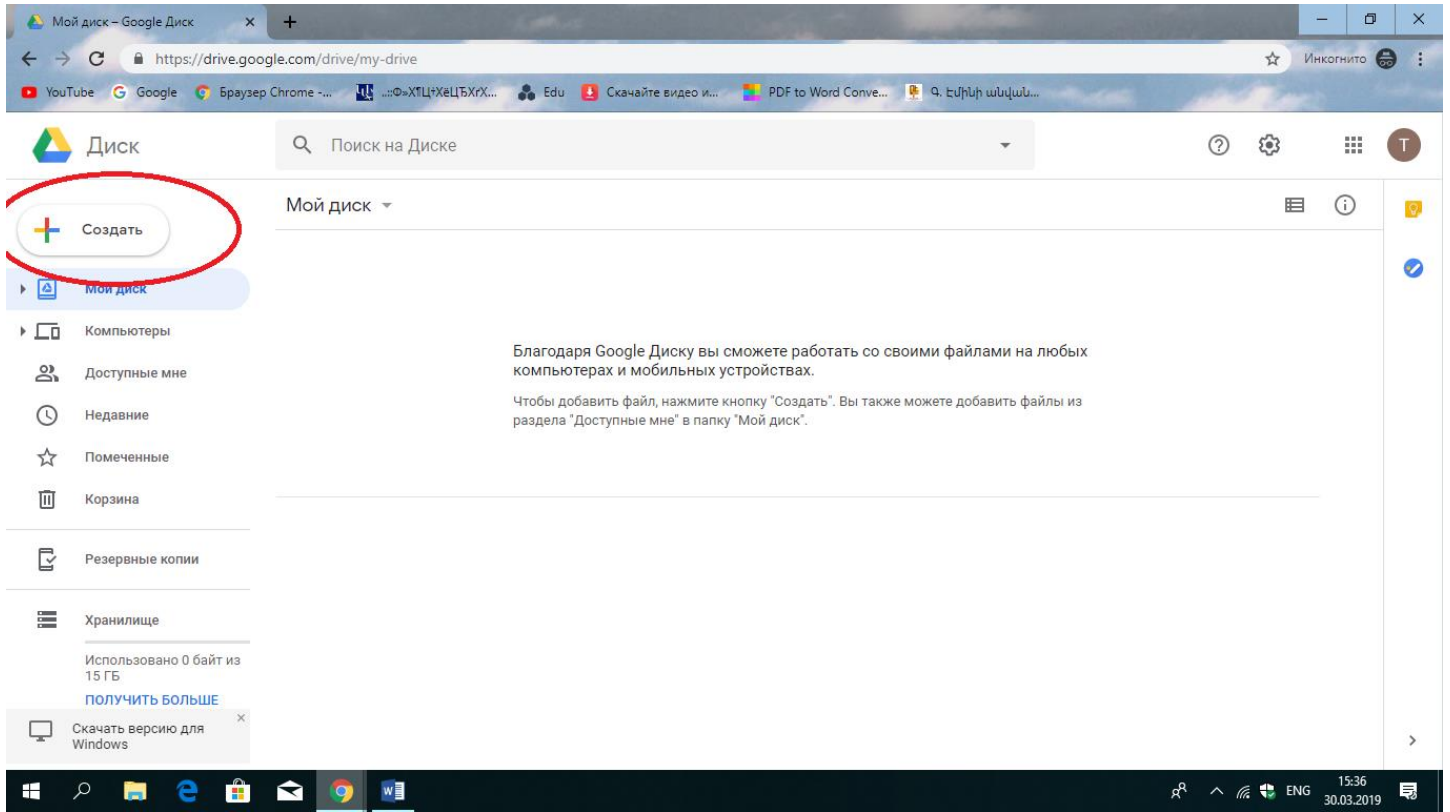 Мой диск – Google Диск
https://drive.google.com/drive/my-drive
Инкогнито
YouTube Google Браузер Chrome -... ..::Ф»ХПЦ†ХёЦЂХґХ... Edu Скачайте видео и... PDF to Word Conve... Գ. Էմինի անվան...
Диск
Поиск на Диске
T
Создать
Мой диск
Мой диск
Компьютеры
Доступные мне
Недавние
Помеченные
Корзина
Резервные копии
Хранилище
Использовано 0 байт из
15 ГБ
ПОЛУЧИТЬ БОЛЬШЕ
Скачать версию для
Windows
Благодаря Google Диску вы сможете работать со своими файлами на любых
компьютерах и мобильных устройствах.
Чтобы добавить файл, нажмите кнопку "Создать". Вы также можете добавить файлы из
раздела "Доступные мне" в папку "Мой диск".
ENG
15:36
30.03.2019